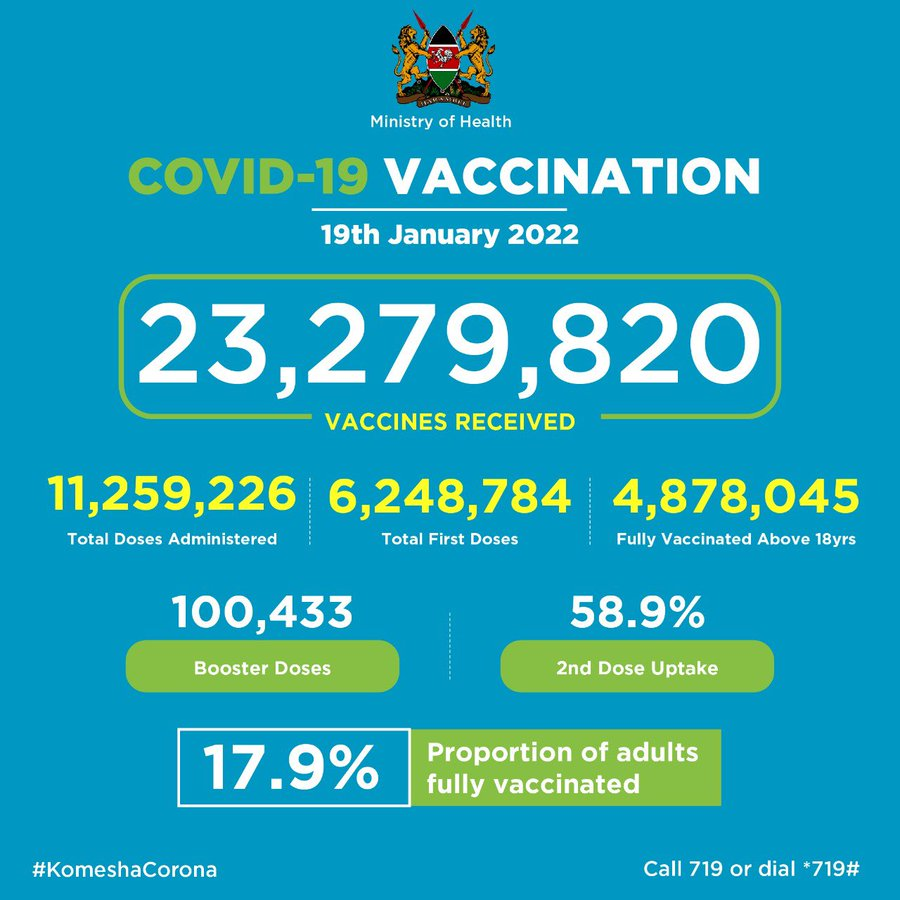 Ministry of Health
COVID-19 VACCINATION
19th January 2022
23,279,820
VACCINES RECEIVED
11,259,226
Total Doses Administered
6,248,784
Total First Doses
4,878,045
Fully Vaccinated Above 18yrs
100,433
Booster Doses
58.9%
2nd Dose Uptake
17.9%
Proportion of adults
fully vaccinated
#KomeshaCorona
Call 719 or dial *719#